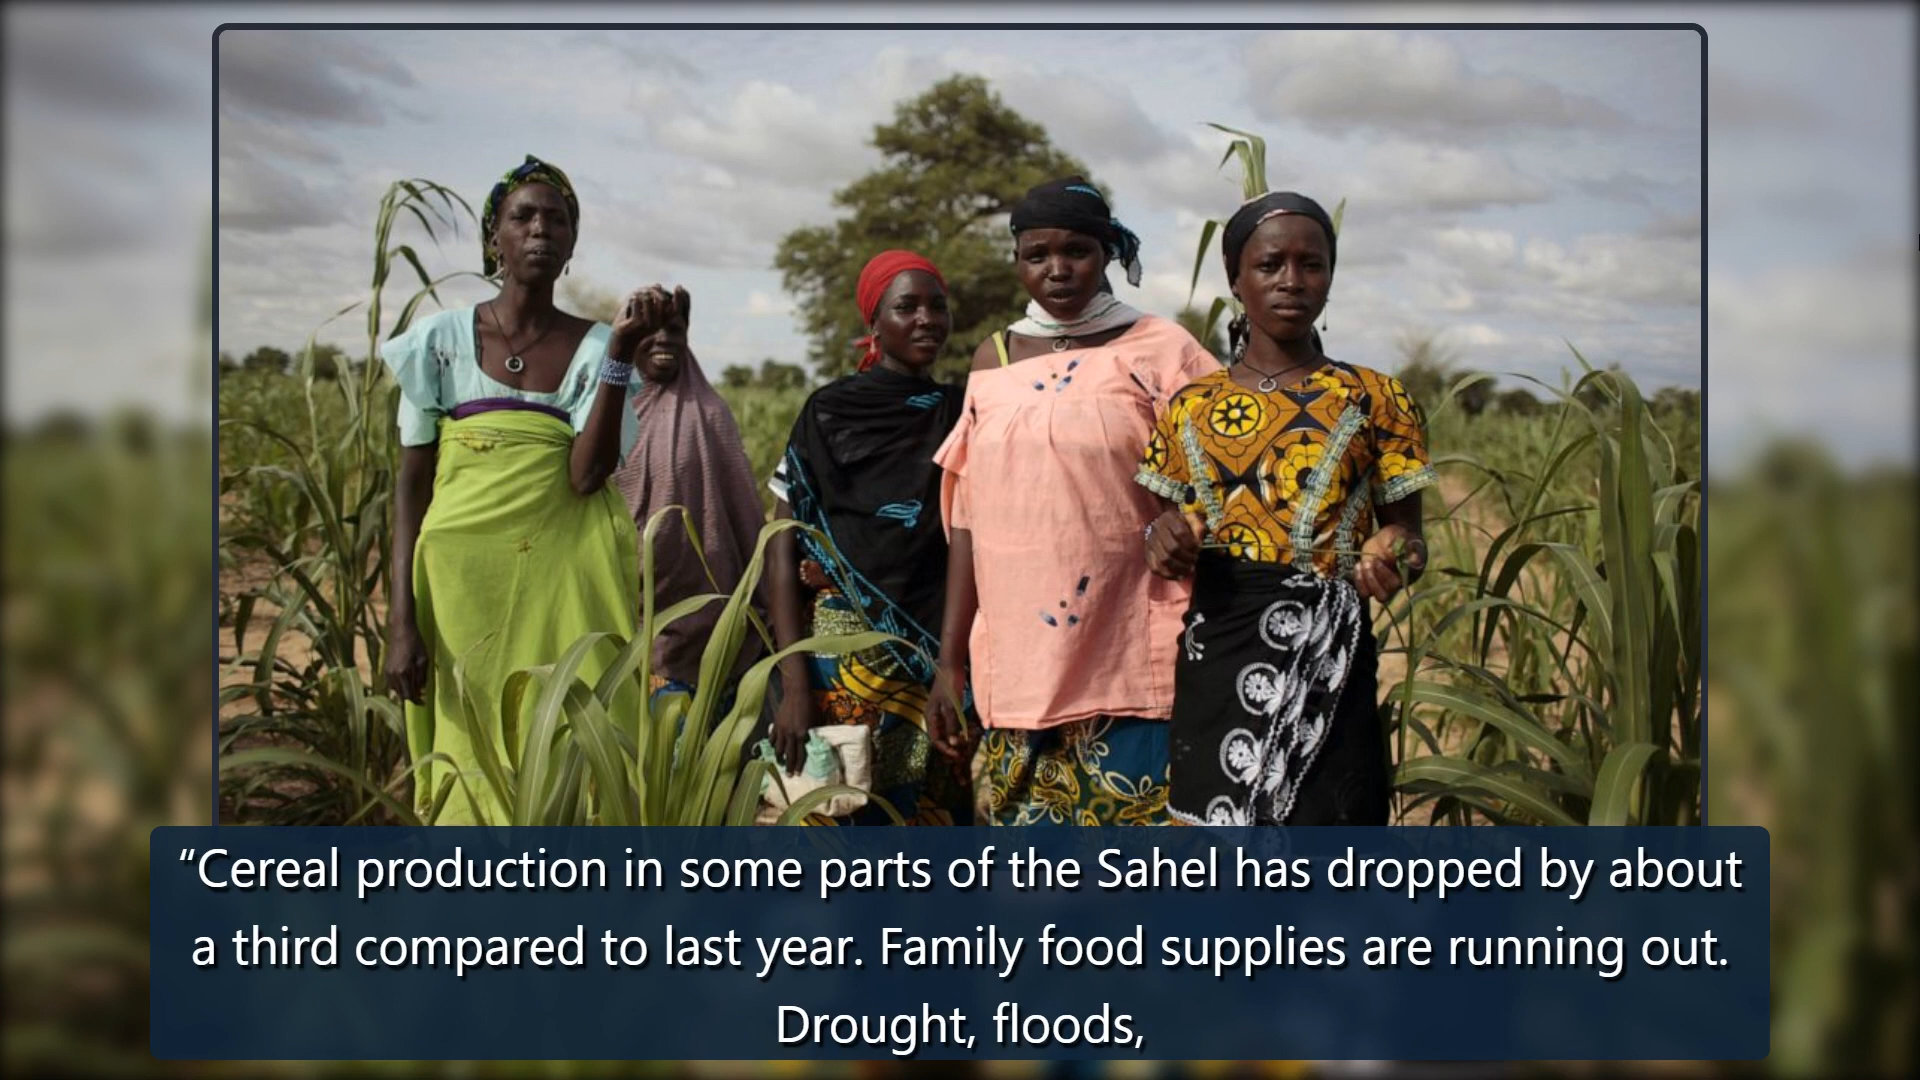 “Cereal production in some parts of the Sahel has dropped by about
a third compared to last year. Family food supplies are running out.
Drought, floods,